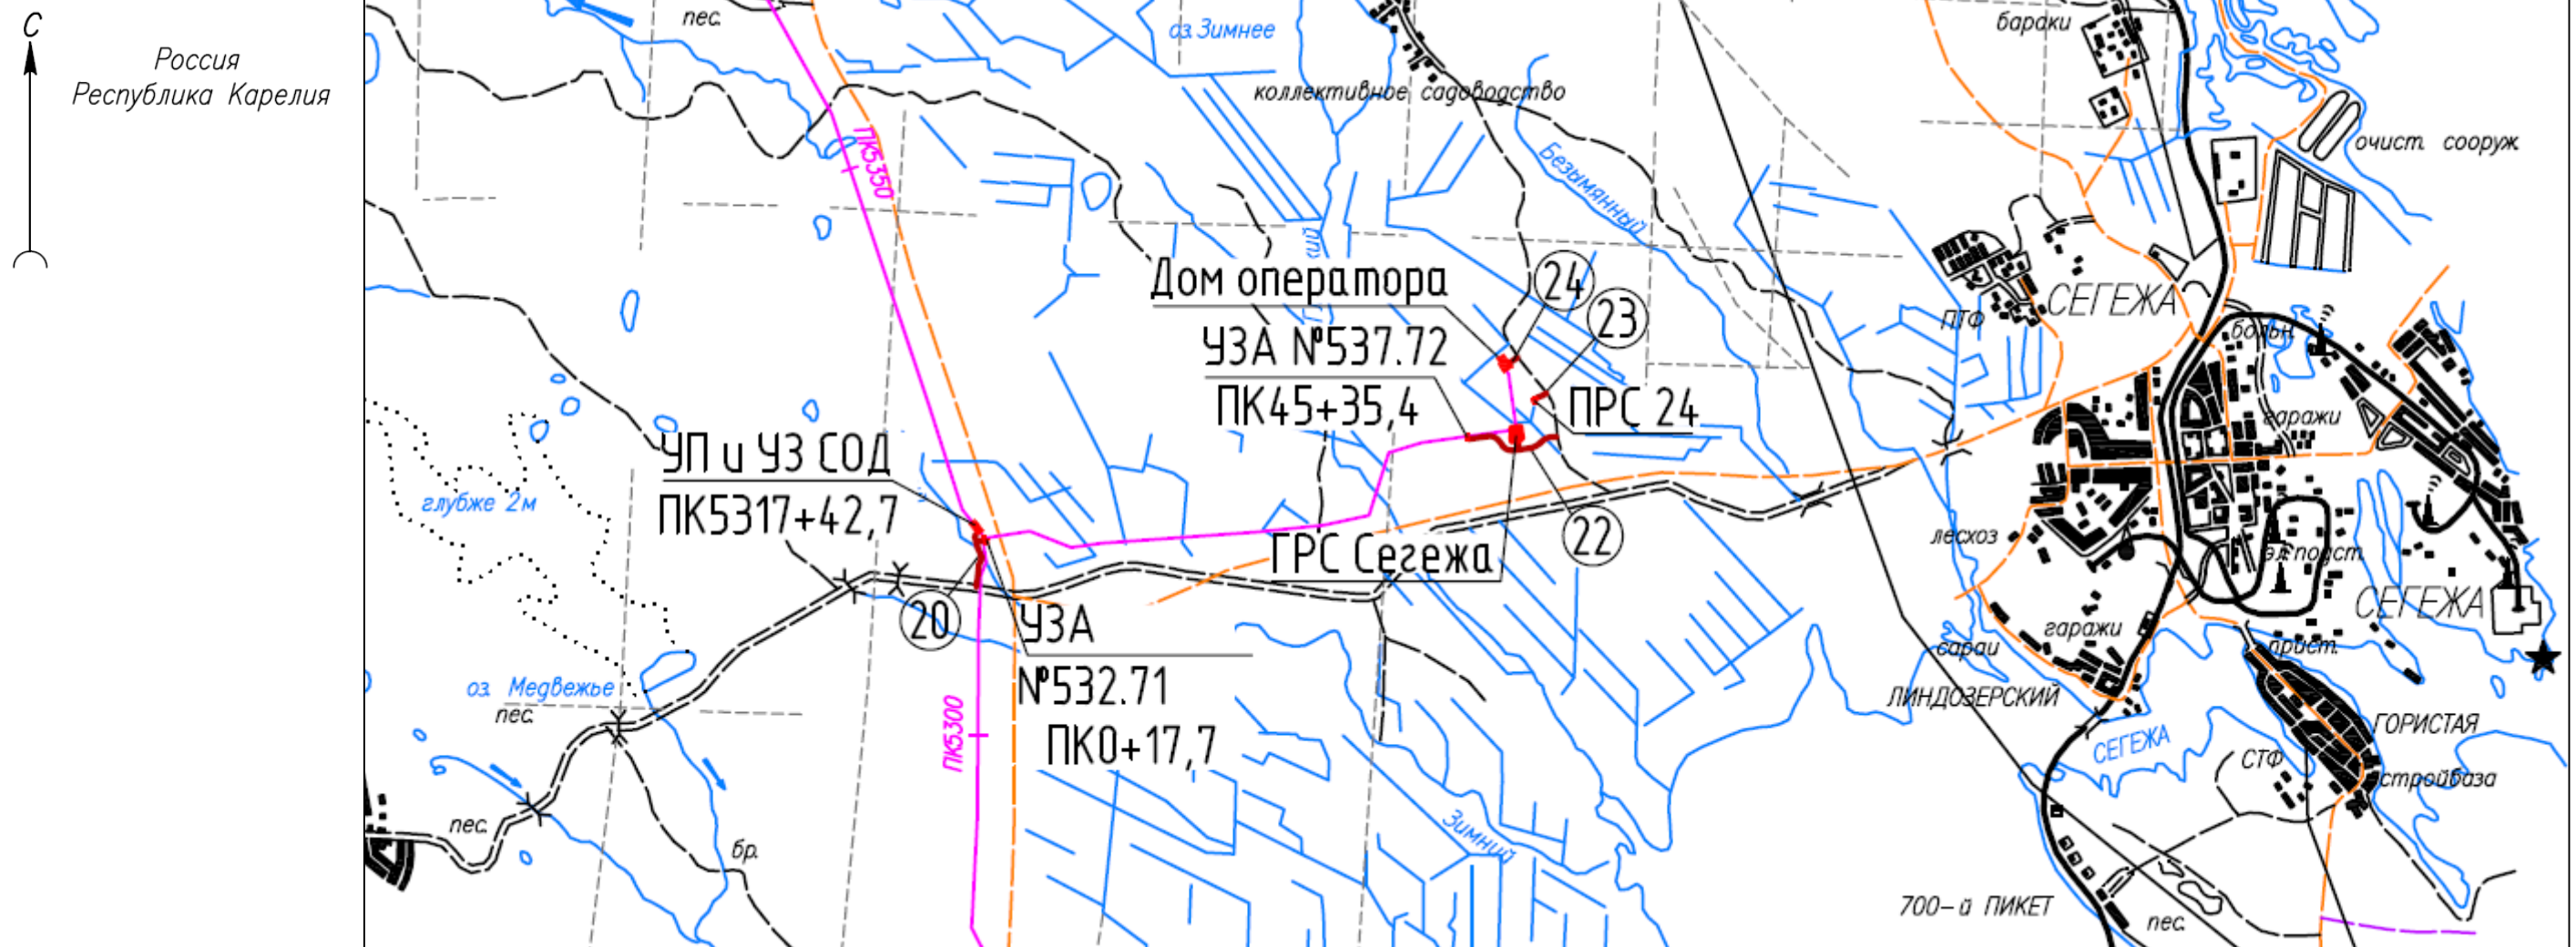 С
Россия
Республика Карелия
пес.
оз. Зимнее
бараки
коллективное садоводство
очист. сооруж.
ПК5350
Безымянный
Дом оператора
24
23
СЕГЕЖА
ПТФ
больн.
УЗА №537.72
ПК45+35,4
ПРС 24
гаражи
УП и УЗ СОД
ПК5317+42,7
глубже 2м
22
ГРС Сегежа
лесхоз
эл.подст.
СЕГЕЖА
20
УЗА
№532.71
ПК0+17,7
гаражи
сараи
прист.
оз. Медвежье
пес.
ЛИНДОЗЕРСКИЙ
ПК5300
СЕГЕЖА
ГОРИСТАЯ
СТФ
стройбаза
Зимний
пес.
бр.
700-й ПИКЕТ
пес.